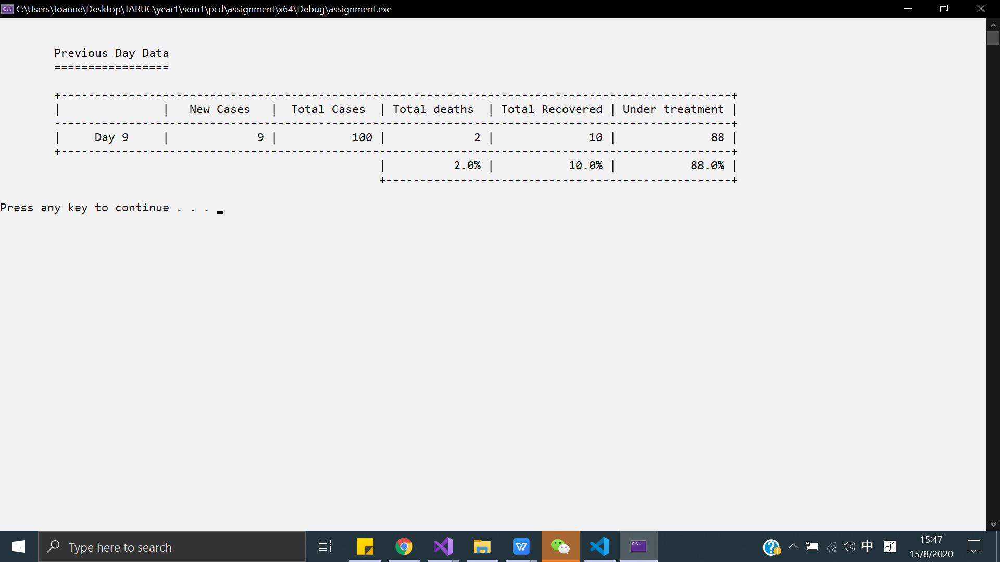 C:\Users\Joanne\Desktop\TARUC\year1\sem1\pcd\assignment\x64\Debug\assignment.exe
Previous Day Data
=================
+---------------------------------------------------------------------------------------------------+
|               |   New Cases   |  Total Cases  | Total deaths  | Total Recovered | Under treatment |
----------------------------------------------------------------------------------------------------+
|     Day 9     |             9 |           100 |             2 |              10 |              88 |
+---------------------------------------------------------------------------------------------------+
                                                |          2.0% |           10.0% |           88.0% |
                                                +---------------------------------------------------+
Press any key to continue . . .
Type here to search
中
拼
15:47
15/8/2020